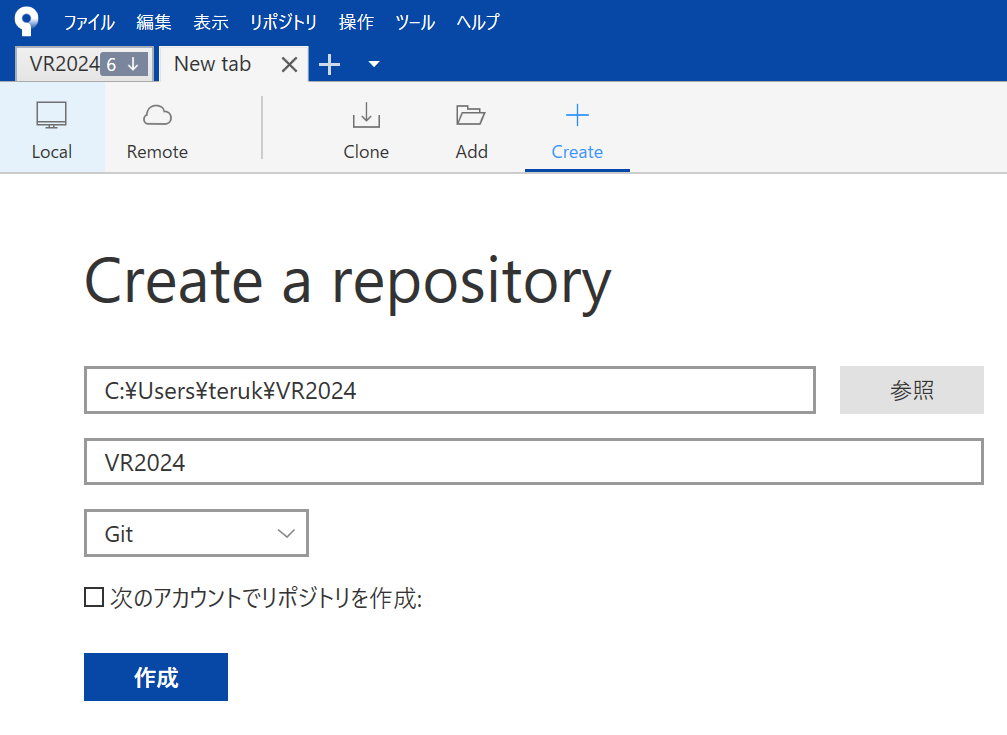 ファイル 編集 表示 リポジトリ 操作 ツール ヘルプ
VR2024 6 ↓ New tab
Local Remote Clone Add Create
Create a repository
C:¥Users¥teruk¥VR2024 参照
VR2024
Git
次のアカウントでリポジトリを作成:
作成